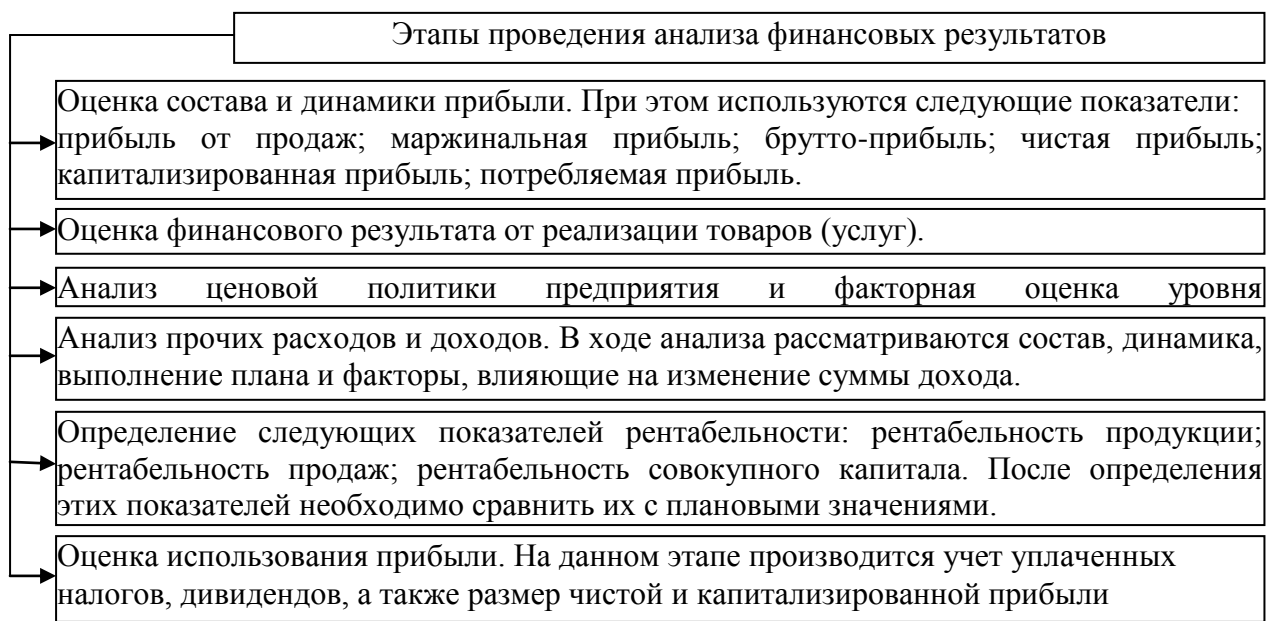 Этапы проведения анализа финансовых результатов
Оценка состава и динамики прибыли. При этом используются следующие показатели:
прибыль от продаж; маржинальная прибыль; брутто-прибыль; чистая прибыль;
капитализированная прибыль; потребляемая прибыль.
Оценка финансового результата от реализации товаров (услуг).
Анализ ценовой политики предприятия и факторная оценка уровня
Анализ прочих расходов и доходов. В ходе анализа рассматриваются состав, динамика,
выполнение плана и факторы, влияющие на изменение суммы дохода.
Определение следующих показателей рентабельности: рентабельность продукции;
рентабельность продаж; рентабельность совокупного капитала. После определения
этих показателей необходимо сравнить их с плановыми значениями.
Оценка использования прибыли. На данном этапе производится учет уплаченных
налогов, дивидендов, а также размер чистой и капитализированной прибыли